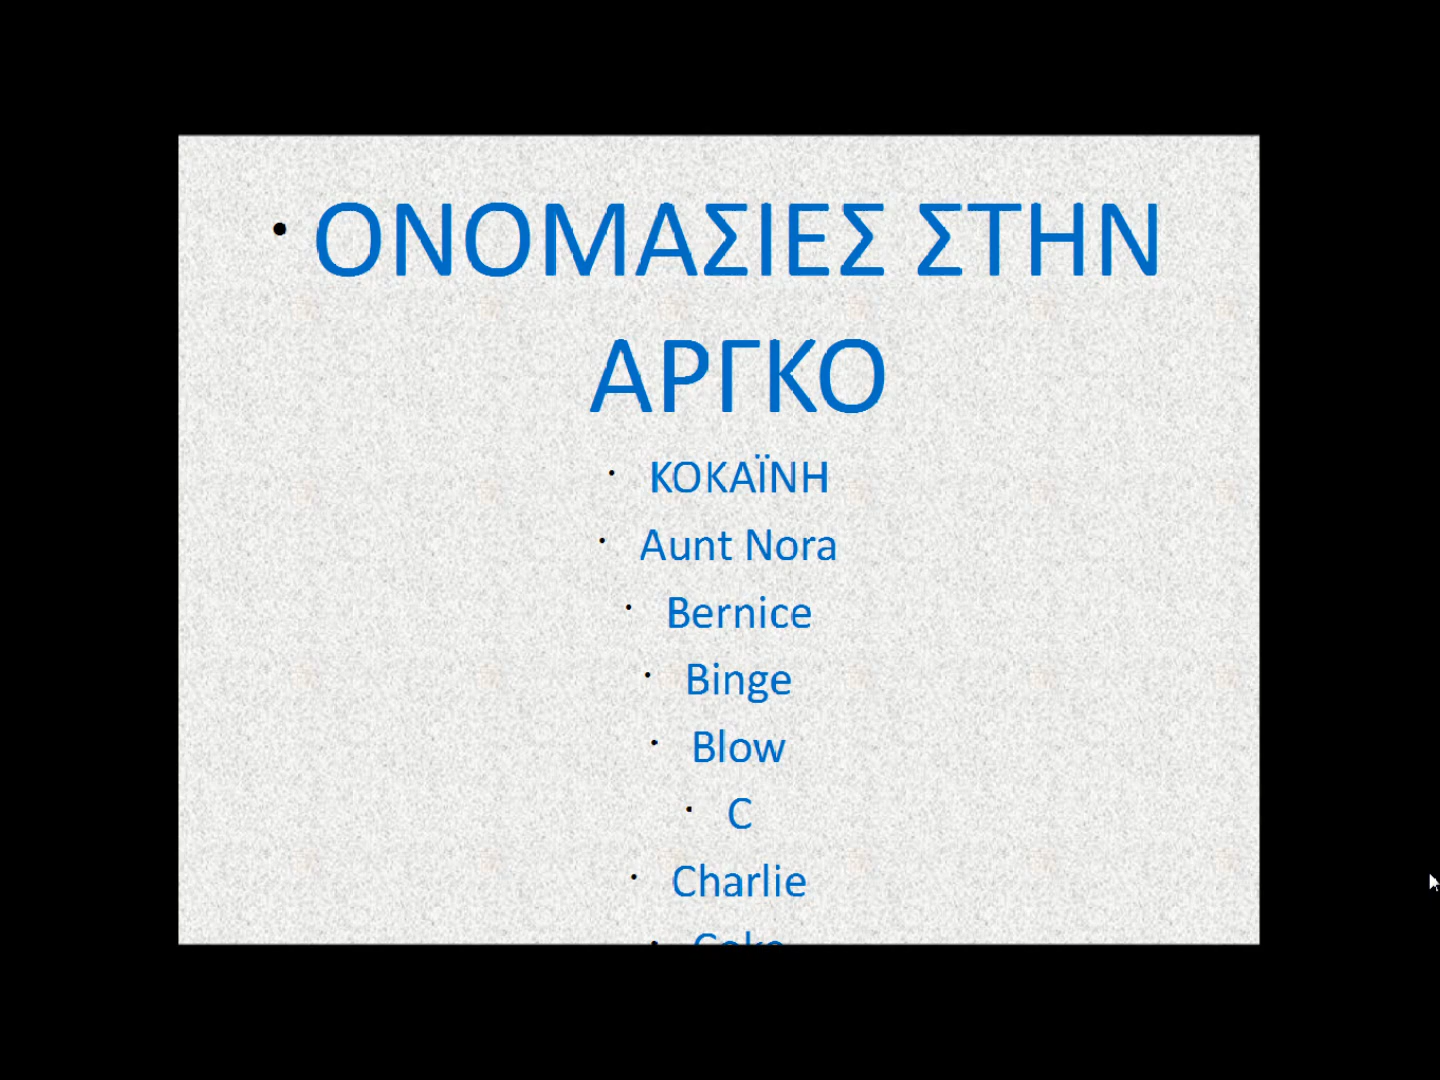 • ΟΝΟΜΑΣΙΕΣ ΣΤΗΝ
ΑΡΓΚΟ
• ΚΟΚΑΪΝΗ
• Aunt Nora
• Bernice
• Binge
• Blow
• C
• Charlie